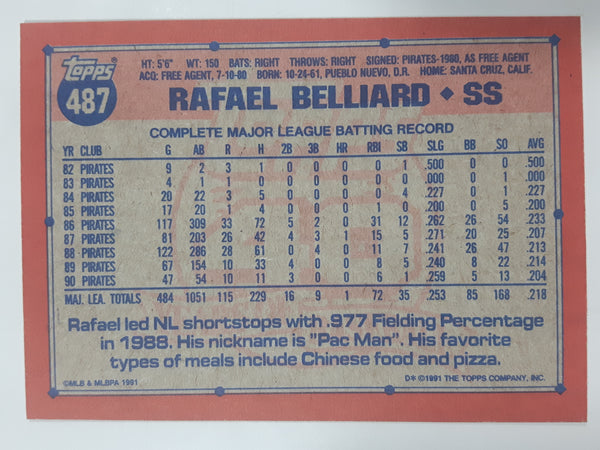 Topps
487
HT: 5'6" WT: 150 BATS: RIGHT THROWS: RIGHT SIGNED: PIRATES-1980, AS FREE AGENT
ACQ: FREE AGENT, 7-10-80 BORN: 10-24-61, PUEBLO NUEVO, D.R. HOME: SANTA CRUZ, CALIF.
RAFAEL BELLIARD ♦ SS
COMPLETE MAJOR LEAGUE BATTING RECORD
YR CLUB G AB R H 2B 3B HR RBI SB SLG BB SO AVG
82 PIRATES 9 2 3 1 0 0 0 0 1 .500 0 0 .500
83 PIRATES 4 1 1 0 0 0 0 0 0 .000 0 0 .000
84 PIRATES 20 22 3 5 0 0 0 0 4 .227 0 1 .227
85 PIRATES 17 20 1 4 0 0 0 1 0 .200 0 5 .200
86 PIRATES 117 309 33 72 5 2 0 31 12 .262 26 54 .233
87 PIRATES 81 203 26 42 4 3 1 15 5 .271 20 25 .207
88 PIRATES 122 286 28 61 0 4 0 11 7 .241 26 47 .213
89 PIRATES 67 154 10 33 4 0 0 8 5 .240 8 22 .214
90 PIRATES 47 54 10 11 3 0 0 6 1 .259 5 13 .204
MAJ. LEA. TOTALS 484 1051 115 229 16 9 1 72 35 .253 85 168 .218
Rafael led NL shortstops with .977 Fielding Percentage
in 1988. His nickname is "Pac Man". His favorite
types of meals include Chinese food and pizza.
©MLB & MLBPA 1991 D* ©1991 THE TOPPS COMPANY, INC.